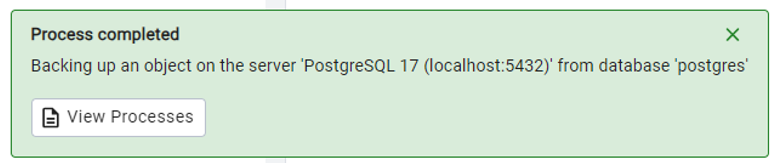 Process completed
Backing up an object on the server 'PostgreSQL 17 (localhost:5432)' from database 'postgres'
View Processes